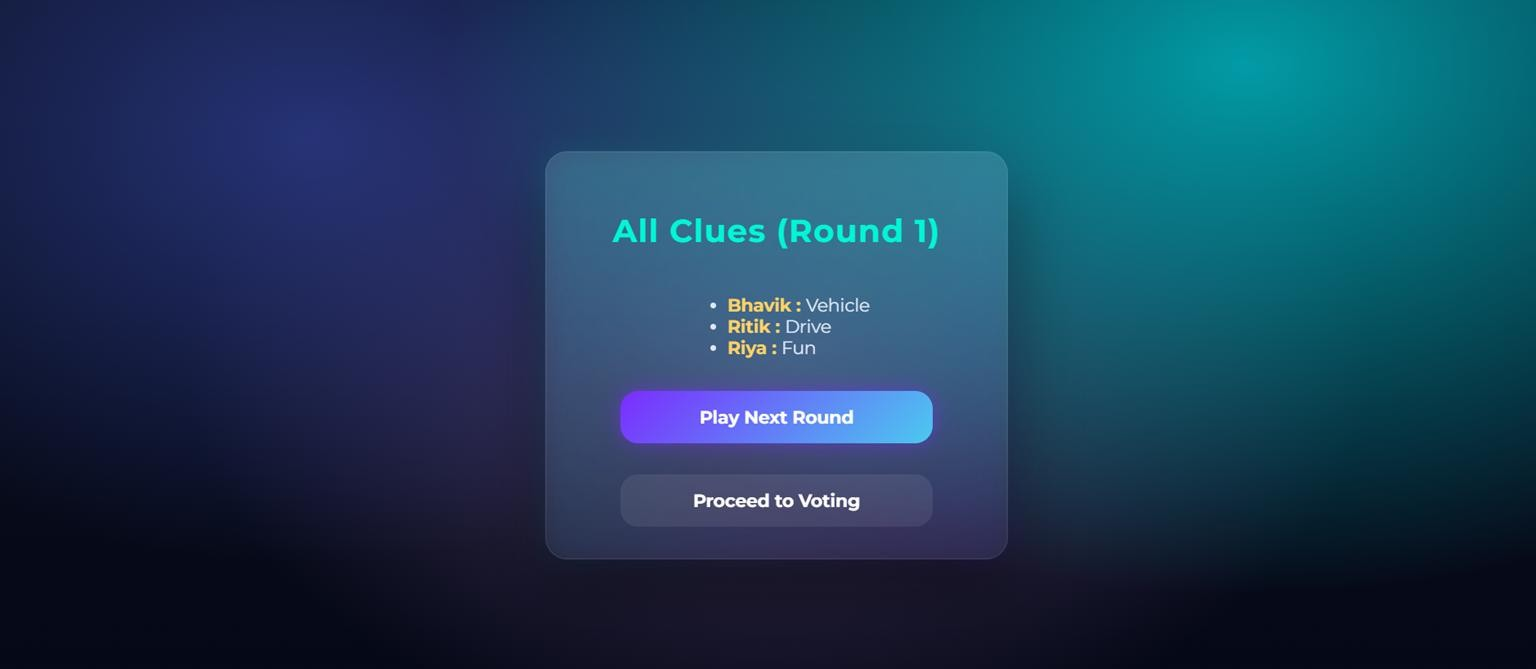 All Clues (Round 1)
• Bhavik : Vehicle
• Ritik : Drive
• Riya : Fun
Play Next Round
Proceed to Voting